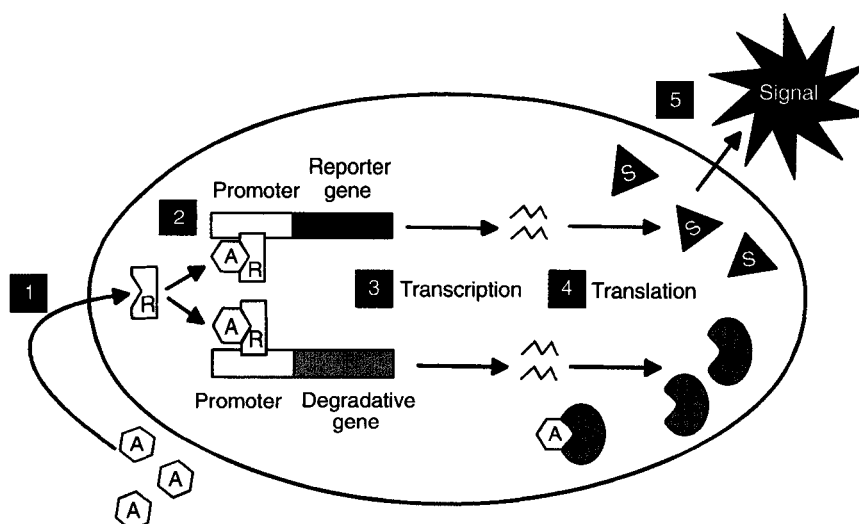 5
Signal
Reporter
gene
Promoter
S
2
S
A
R
S
1
R
3 Transcription
4 Translation
A
R
Promoter
Degradative
gene
A
A
A
A